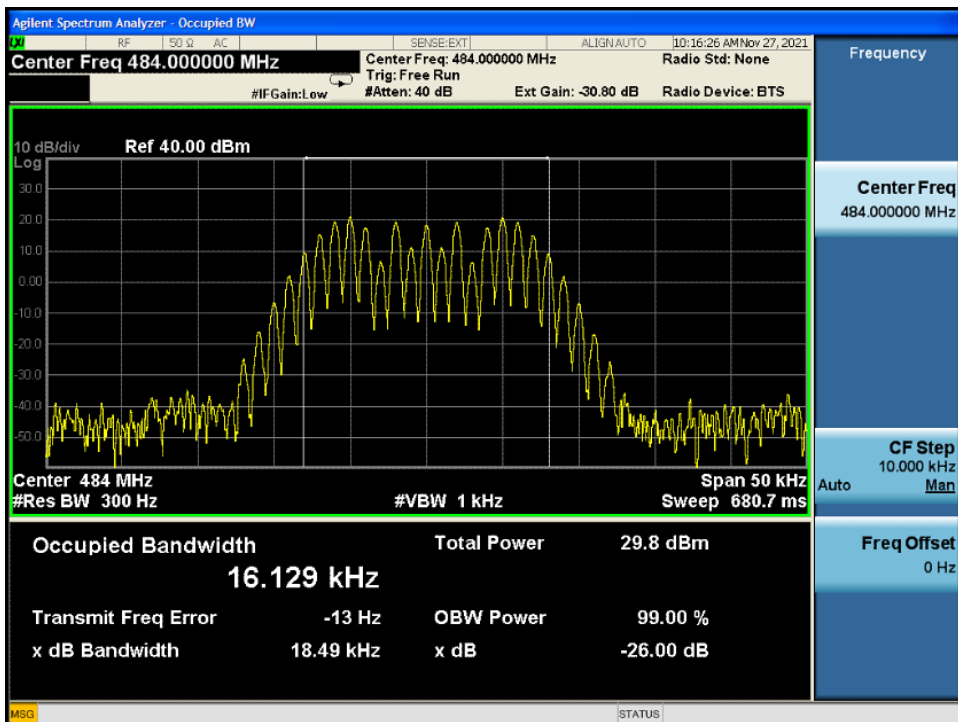 Agilent Spectrum Analyzer - Occupied BW
LXI RF 50 Ω AC SENSE:EXT ALIGN AUTO 10:16:26 AM Nov 27, 2021
Center Freq 484.000000 MHz
Center Freq: 484.000000 MHz Radio Std: None
Trig: Free Run
#IFGain:Low #Atten: 40 dB Ext Gain: -30.80 dB Radio Device: BTS
10 dB/div Ref 40.00 dBm
Log
30.0
20.0
10.0
0.00
-10.0
-20.0
-30.0
-40.0
-50.0
Center 484 MHz Span 50 kHz
#Res BW 300 Hz #VBW 1 kHz Sweep 680.7 ms
Occupied Bandwidth Total Power 29.8 dBm
16.129 kHz
Transmit Freq Error -13 Hz OBW Power 99.00 %
x dB Bandwidth 18.49 kHz x dB -26.00 dB
MSG STATUS
Frequency
Center Freq
484.000000 MHz
CF Step
10.000 kHz
Auto Man
Freq Offset
0 Hz